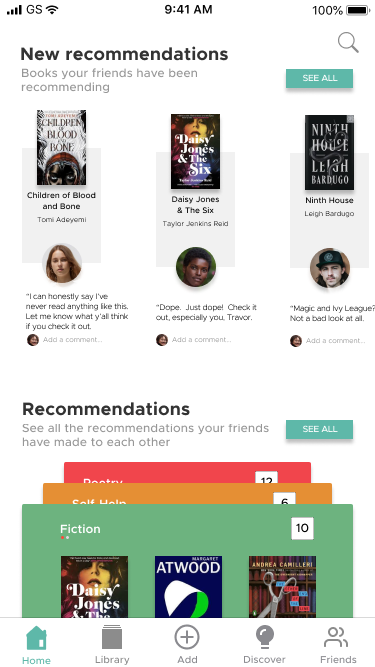 GS 9:41 AM 100%
New recommendations
Books your friends have been
recommending
SEE ALL
TOMI ADEYEMI
CHILDREN
OF BLOOD
AND
BONE
Daisy
Jones
& The
Six
Taylor Jenkins Reid
NINTH
HOUSE
LEIGH
BARDUGO
Children of Blood
and Bone
Tomi Adeyemi
Daisy Jones
& The Six
Taylor Jenkins Reid
Ninth House
Leigh Bardugo
“I can honestly say I’ve
never read anything like this.
Let me know what y’all think
if you check it out.
Add a comment...
“Dope. Just dope! Check it
out, especially you, Travor.
Add a comment...
“Magic and Ivy League?
Not a bad look at all.
Add a comment...
Recommendations
See all the recommendations your friends
have made to each other
SEE ALL
Poetry 12
Self-Help 6
Fiction 10
Daisy
Jones
& The
MARGARET
ATWOOD
ANDREA CAMILLERI
Home Library Add Discover Friends